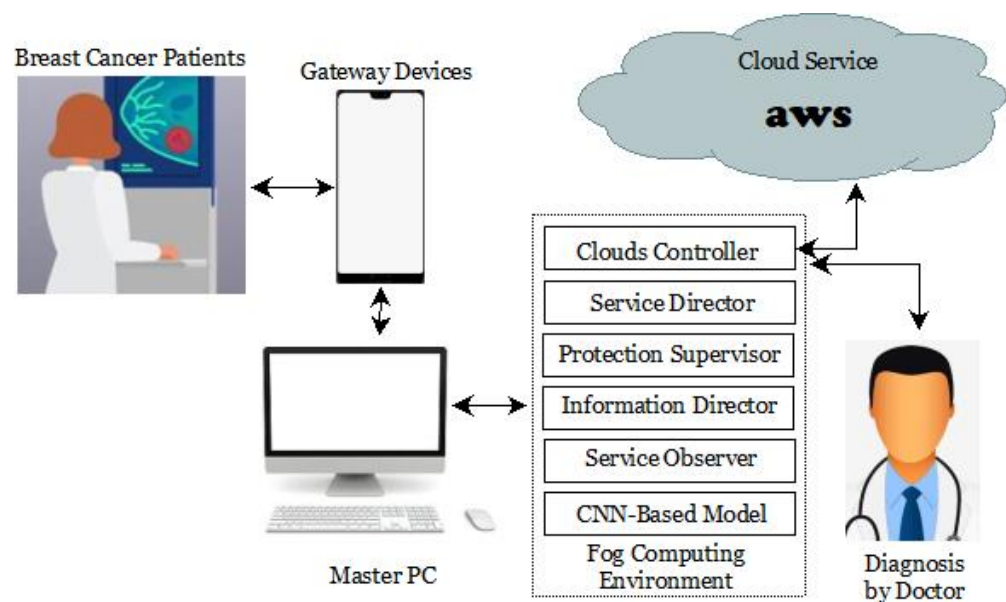 Breast Cancer Patients
Gateway Devices
Cloud Service
aws
Clouds Controller
Service Director
Protection Supervisor
Information Director
Service Observer
CNN-Based Model
Fog Computing
Environment
Master PC
Diagnosis
by Doctor